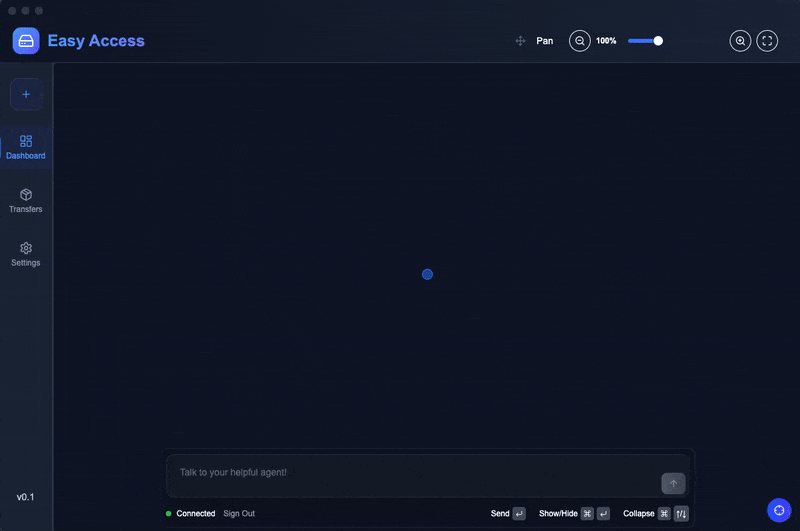 Easy Access
Pan
100%
Dashboard
Transfers
Settings
Talk to your helpful agent!
v0.1
Connected Sign Out
Send Show/Hide ⌘ Collapse ⌘